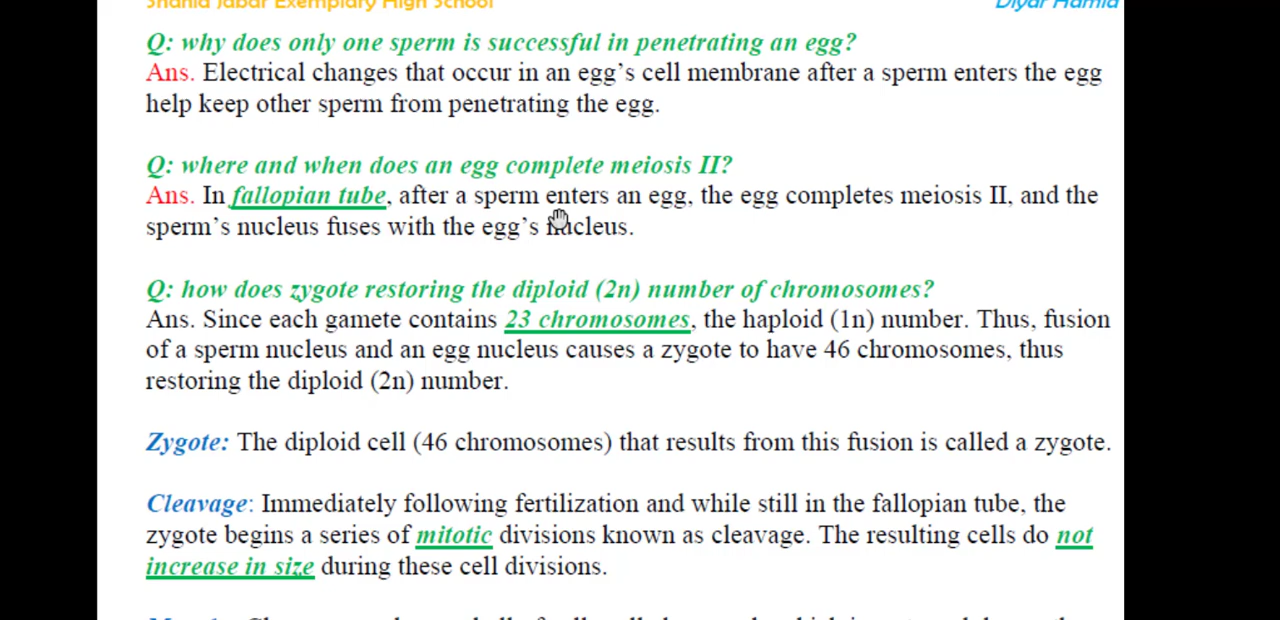 Shahid Jabar Exemplary High School Diyar Hamid
Q: why does only one sperm is successful in penetrating an egg?
Ans. Electrical changes that occur in an egg’s cell membrane after a sperm enters the egg
help keep other sperm from penetrating the egg.
Q: where and when does an egg complete meiosis II?
Ans. In fallopian tube, after a sperm enters an egg, the egg completes meiosis II, and the
sperm’s nucleus fuses with the egg’s nucleus.
Q: how does zygote restoring the diploid (2n) number of chromosomes?
Ans. Since each gamete contains 23 chromosomes, the haploid (1n) number. Thus, fusion
of a sperm nucleus and an egg nucleus causes a zygote to have 46 chromosomes, thus
restoring the diploid (2n) number.
Zygote: The diploid cell (46 chromosomes) that results from this fusion is called a zygote.
Cleavage: Immediately following fertilization and while still in the fallopian tube, the
zygote begins a series of mitotic divisions known as cleavage. The resulting cells do not
increase in size during these cell divisions.